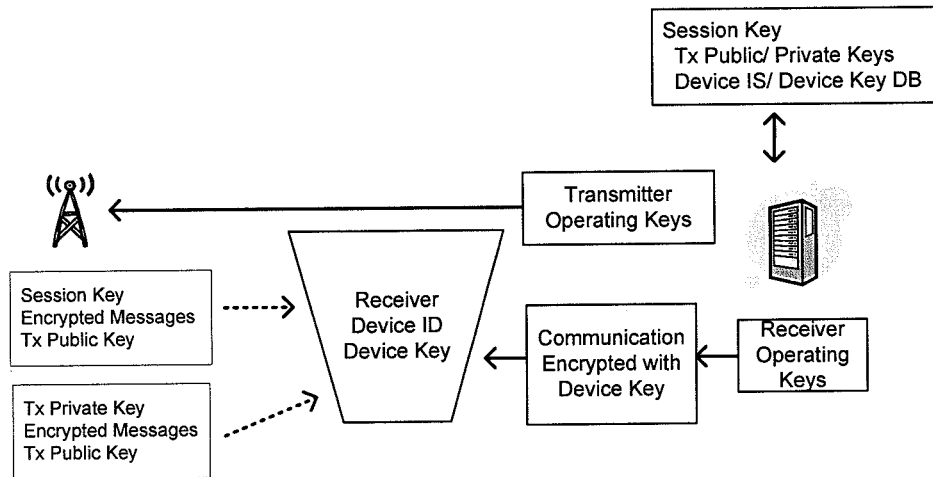 Session Key
Tx Public/ Private Keys
Device IS/ Device Key DB
Transmitter
Operating Keys
Session Key
Encrypted Messages
Tx Public Key
Receiver
Device ID
Device Key
Communication
Encrypted with
Device Key
Receiver
Operating
Keys
Tx Private Key
Encrypted Messages
Tx Public Key